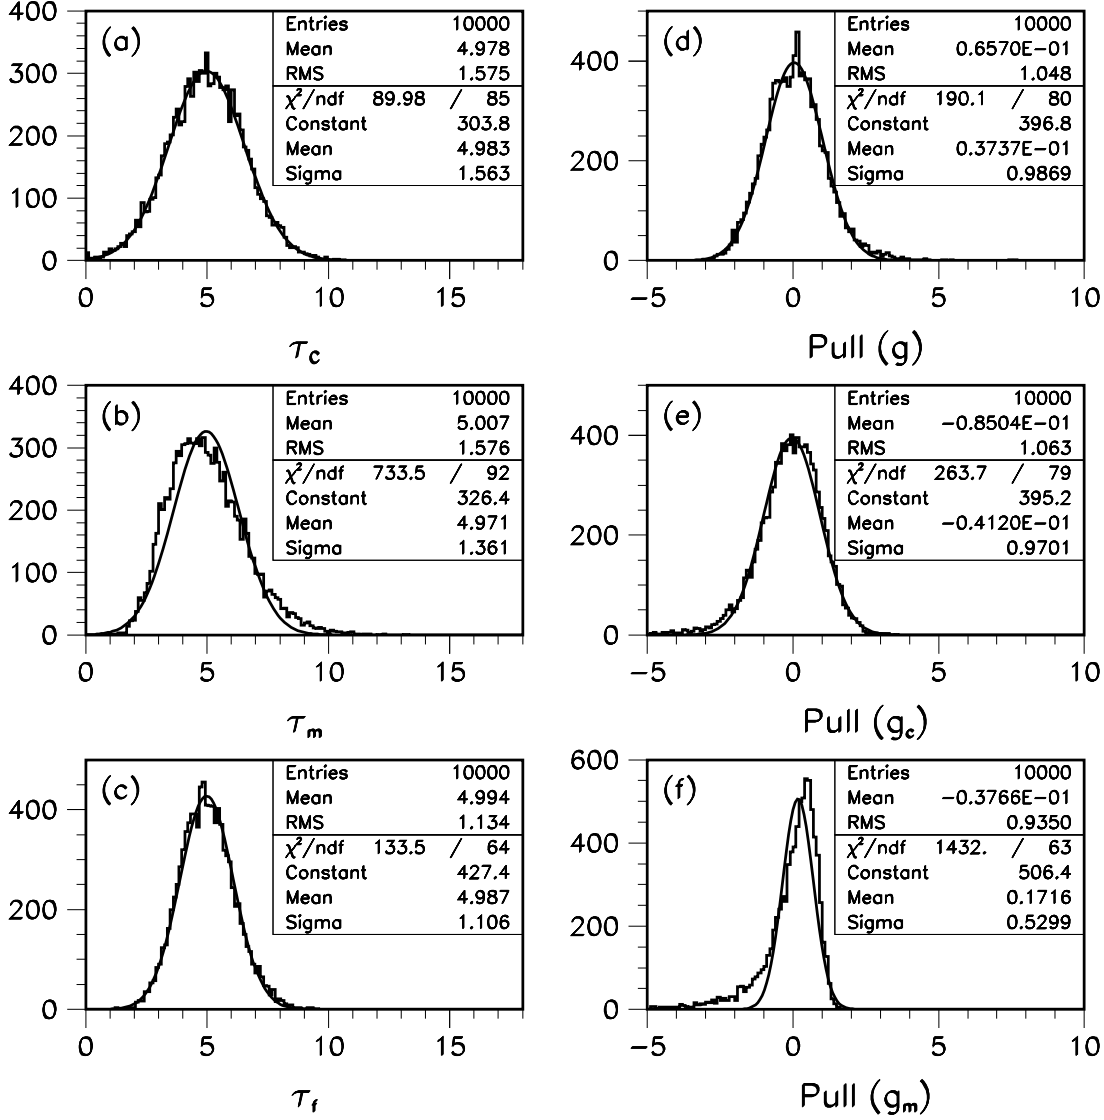 (a)
Entries 10000
Mean 4.978
RMS 1.575
χ²/ndf 89.98 / 85
Constant 303.8
Mean 4.983
Sigma 1.563
400
300
200
100
0
0 5 10 15
τc
(d)
Entries 10000
Mean 0.6570E-01
RMS 1.048
χ²/ndf 190.1 / 80
Constant 396.8
Mean 0.3737E-01
Sigma 0.9869
400
200
0
−5 0 5 10
Pull (g)
(b)
Entries 10000
Mean 5.007
RMS 1.576
χ²/ndf 733.5 / 92
Constant 326.4
Mean 4.971
Sigma 1.361
400
300
200
100
0
0 5 10 15
τm
(e)
Entries 10000
Mean −0.8504E-01
RMS 1.063
χ²/ndf 263.7 / 79
Constant 395.2
Mean −0.4120E-01
Sigma 0.9701
400
200
0
−5 0 5 10
Pull (gc)
(c)
Entries 10000
Mean 4.994
RMS 1.134
χ²/ndf 133.5 / 64
Constant 427.4
Mean 4.987
Sigma 1.106
400
200
0
0 5 10 15
τf
(f)
Entries 10000
Mean −0.3766E-01
RMS 0.9350
χ²/ndf 1432. / 63
Constant 506.4
Mean 0.1716
Sigma 0.5299
600
400
200
0
−5 0 5 10
Pull (gm)